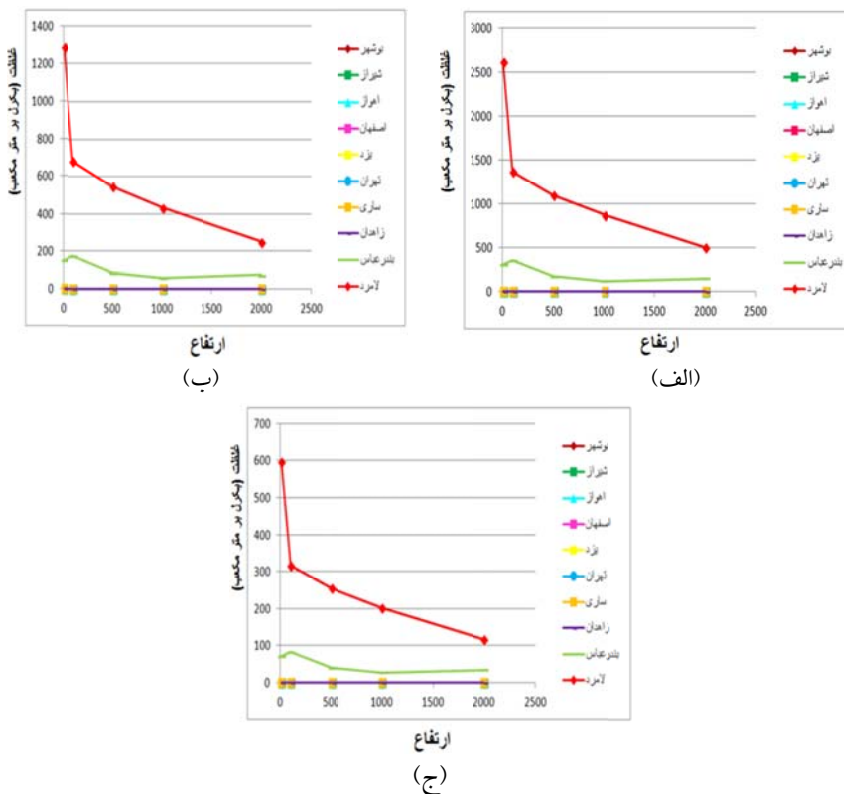 غلظت (بکرل بر متر مکعب)
3000
2500
2000
1500
1000
500
0
0 500 1000 1500 2000 2500
ارتفاع
بوشهر
شیراز
اهواز
اصفهان
یزد
تهران
ساری
زاهدان
بندرعباس
لامرد
(الف)
غلظت (بکرل بر متر مکعب)
1400
1200
1000
800
600
400
200
0
0 500 1000 1500 2000 2500
ارتفاع
بوشهر
شیراز
اهواز
اصفهان
یزد
تهران
ساری
زاهدان
بندرعباس
لامرد
(ب)
غلظت (بکرل بر متر مکعب)
700
600
500
400
300
200
100
0
0 500 1000 1500 2000 2500
ارتفاع
بوشهر
شیراز
اهواز
اصفهان
یزد
تهران
ساری
زاهدان
بندرعباس
لامرد
(ج)